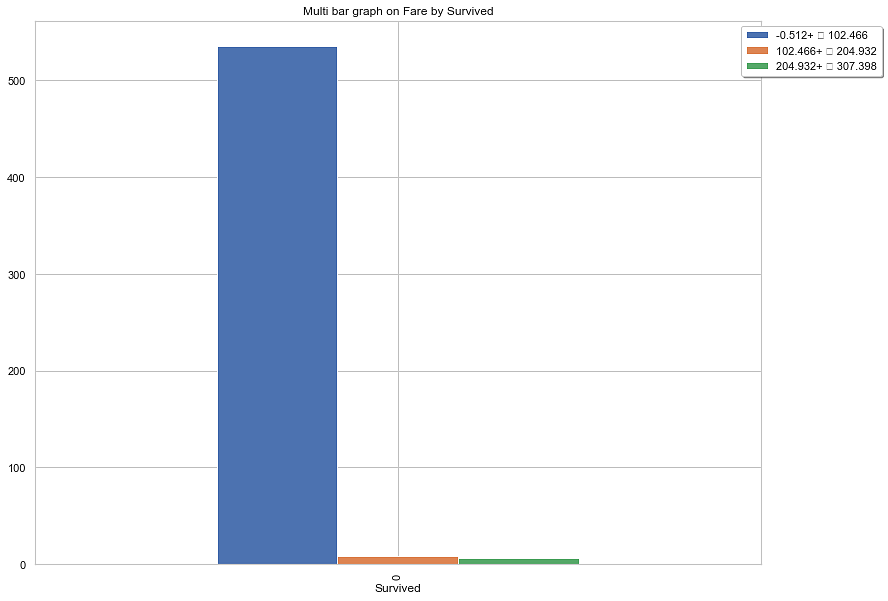 Multi bar graph on Fare by Survived
-0.512+ □ 102.466
102.466+ □ 204.932
204.932+ □ 307.398
500
400
300
200
100
0
0
Survived